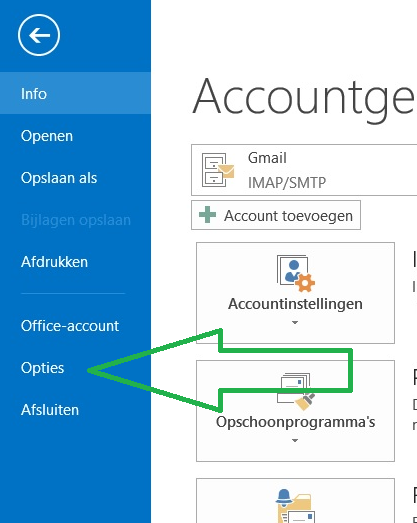 Info
Openen
Opslaan als
Bijlagen opslaan
Afdrukken
Office-account
Opties
Afsluiten
Accountge
Gmail
IMAP/SMTP
Account toevoegen
Accountinstellingen
Opschoonprogramma's